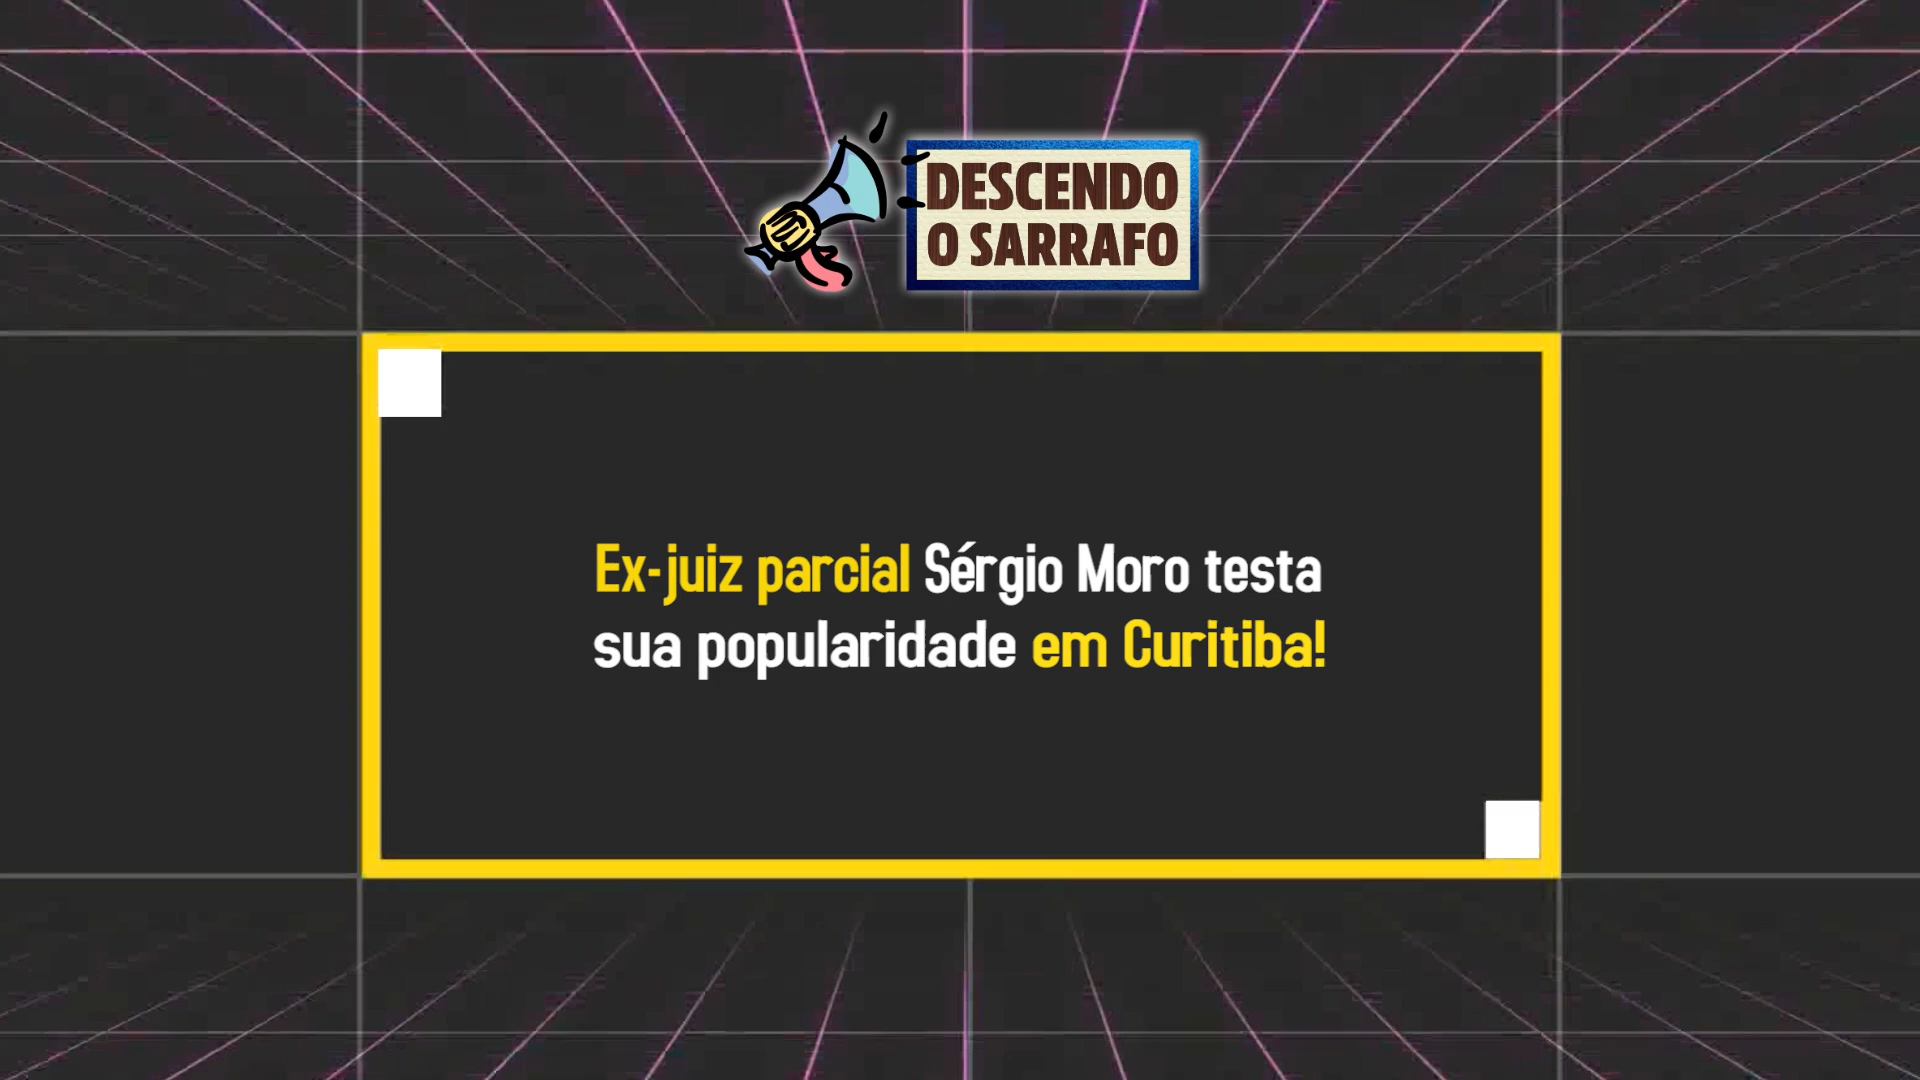 DESCENDO
O SARRAFO
Ex-juiz parcial Sérgio Moro testa
sua popularidade em Curitiba!